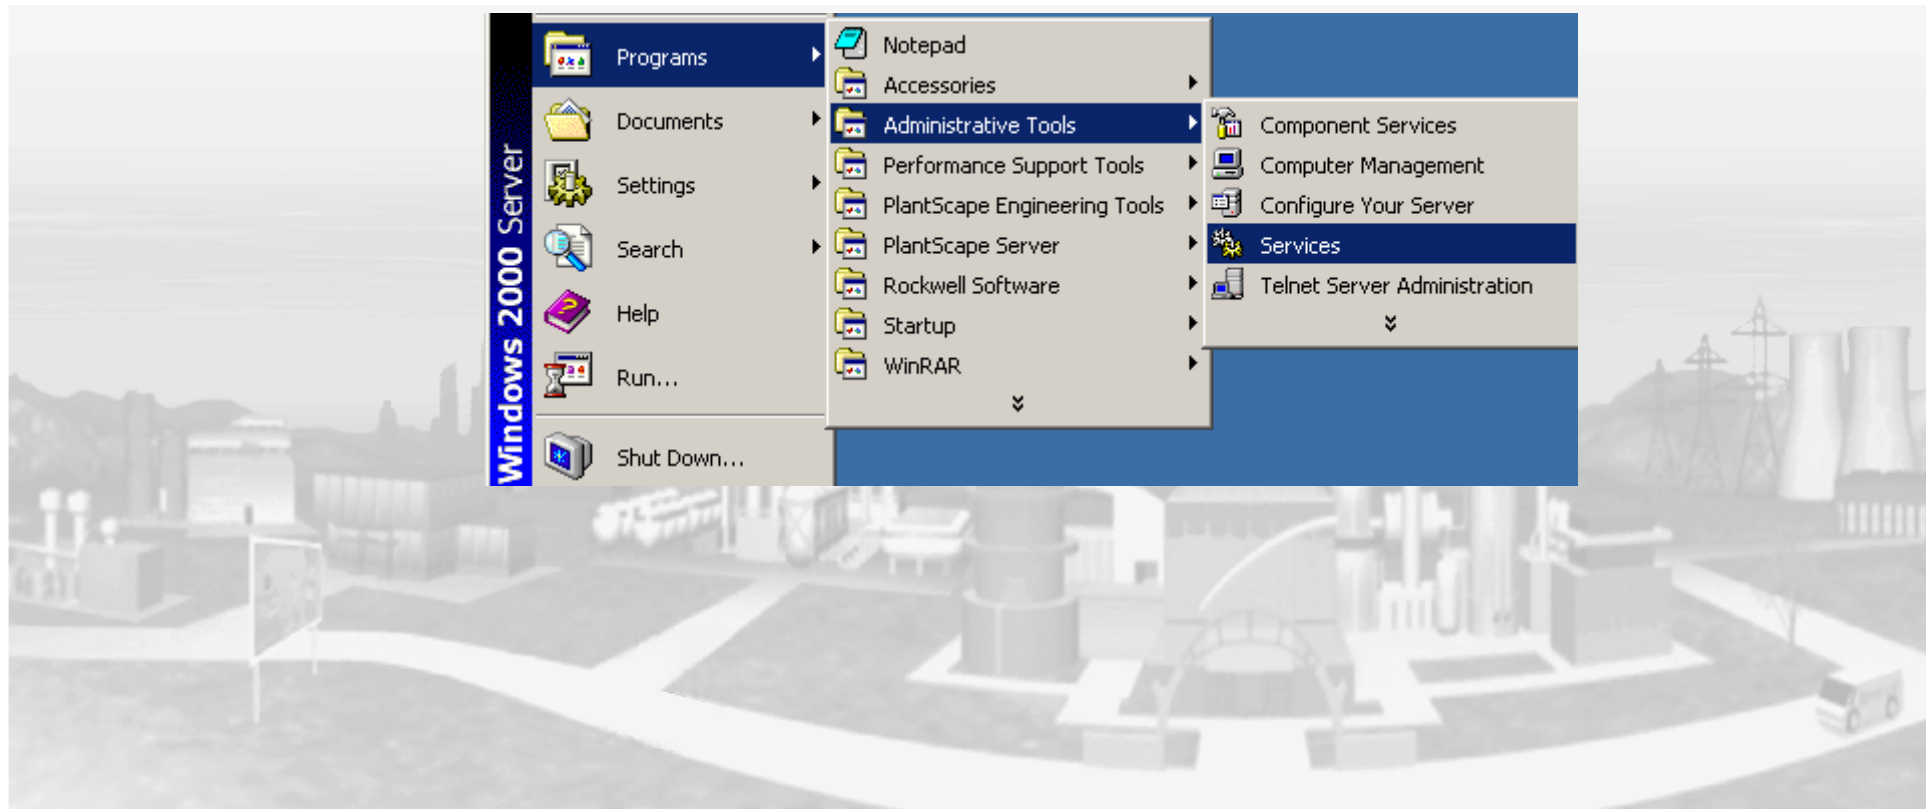 Windows 2000 Server
Programs
Documents
Settings
Search
Help
Run...
Shut Down...
Notepad
Accessories
Administrative Tools
Performance Support Tools
PlantScape Engineering Tools
PlantScape Server
Rockwell Software
Startup
WinRAR
Component Services
Computer Management
Configure Your Server
Services
Telnet Server Administration